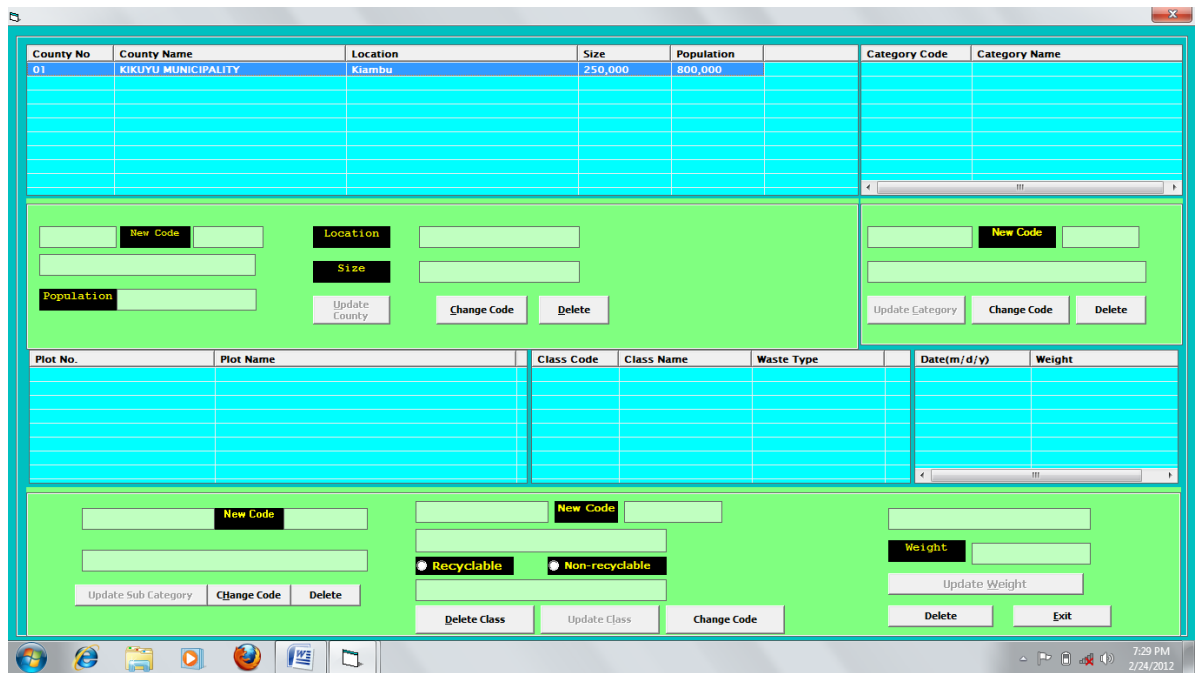 County No County Name Location Size Population Category Code Category Name
01 KIKUYU MUNICIPALITY Kiambu 250,000 800,000
New Code Location New Code
Size
Population
Update County Change Code Delete Update Category Change Code Delete
Plot No. Plot Name Class Code Class Name Waste Type Date(m/d/y) Weight
New Code New Code
Weight
Recyclable Non-recyclable
Update Sub Category CHange Code Delete Update Weight
Delete Class Update Class Change Code Delete Exit
7:29 PM
2/24/2012